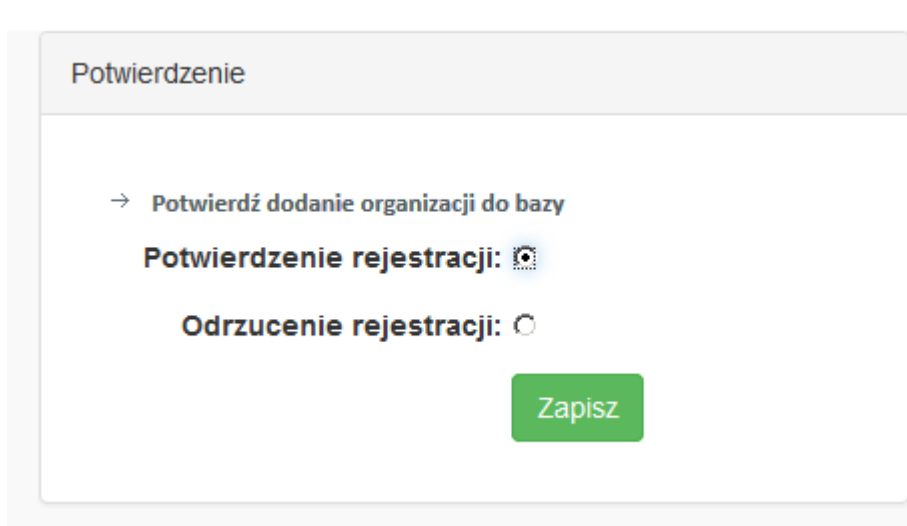 Potwierdzenie
→ Potwierdź dodanie organizacji do bazy
Potwierdzenie rejestracji:
Odrzucenie rejestracji:
Zapisz